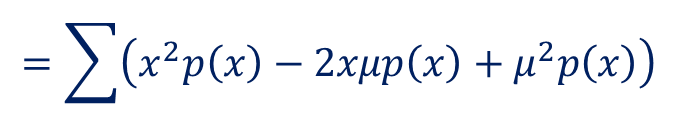 = ∑(x²p(x) − 2xμp(x) + μ²p(x))